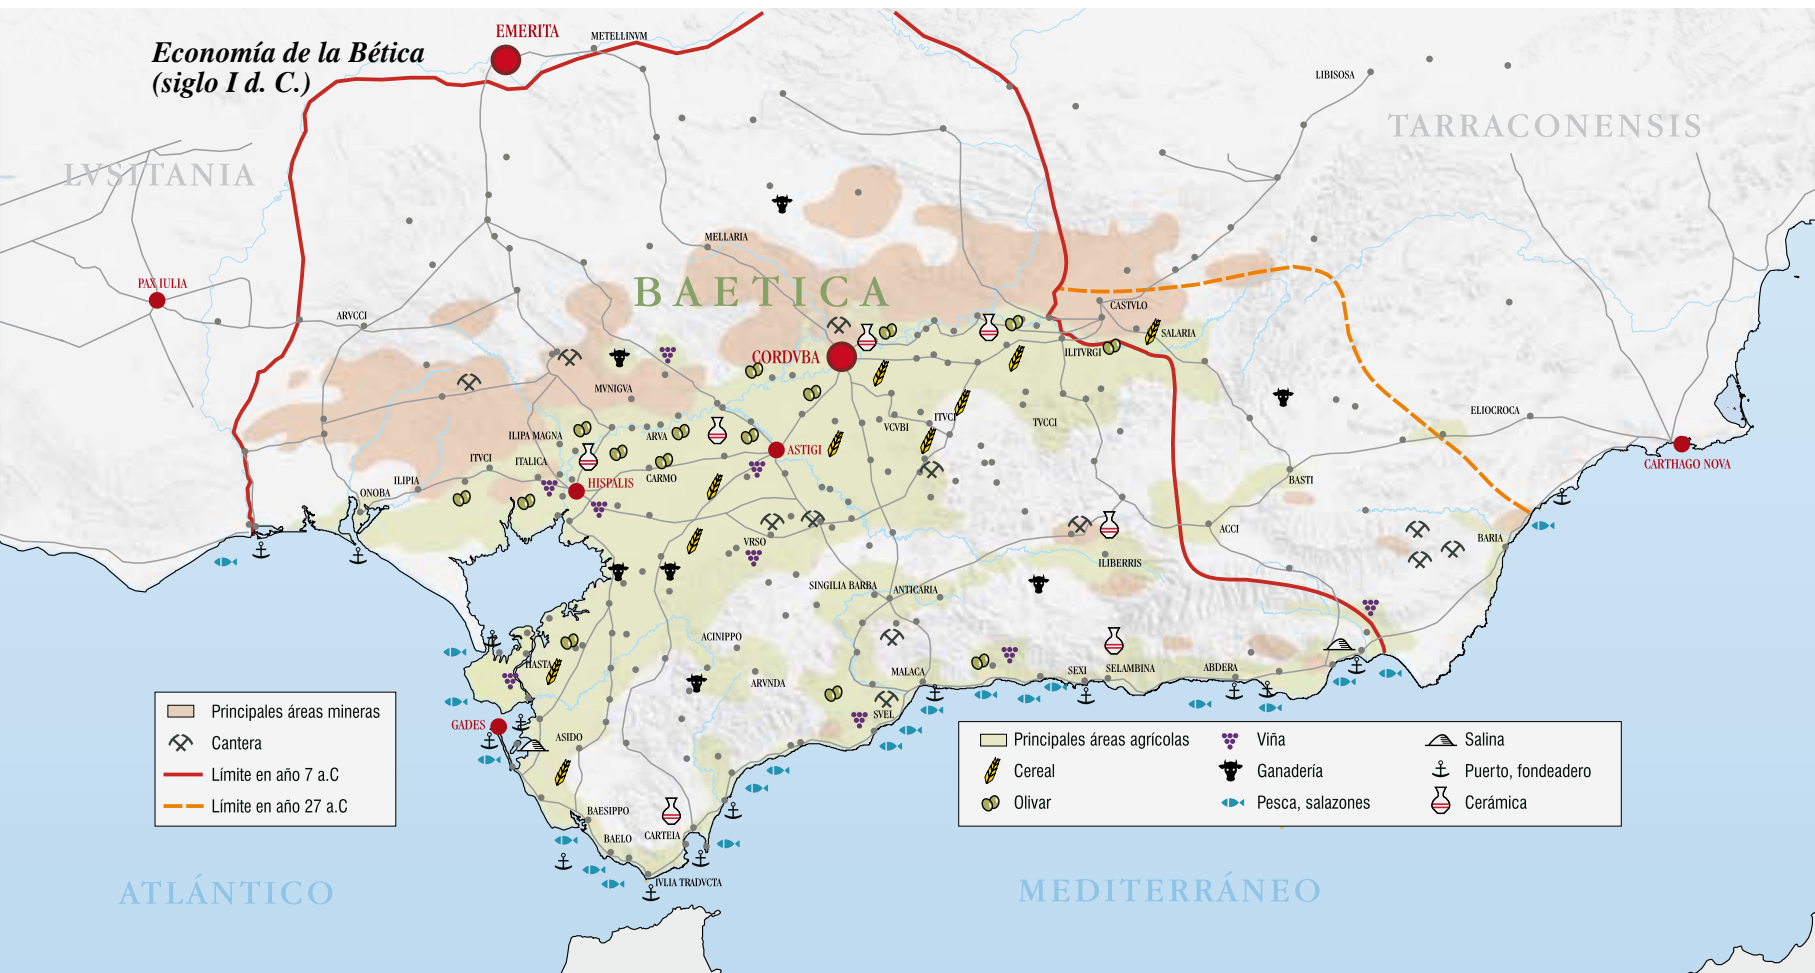 Economía de la Bética
(siglo I d. C.)
EMERITA
METELLINVM
LIBISOSA
TARRACONENSIS
LVSITANIA
MELLARIA
PAX IULIA
BAETICA
ARVCCI
CASTVLO
SALARIA
CORDVBA
ILITVRGI
MVNIGVA
ELIOCROCA
ITVCI
TVCCI
VCVBI
ILIPA MAGNA
ARVA
ASTIGI
ITVCI
ITALICA
CARTHAGO NOVA
CARMO
ILIPIA
HISPALIS
BASTI
ONOBA
ACCI
VRSO
BARIA
ILIBERRIS
SINGILIA BARBA
ANTICARIA
ACINIPPO
HASTA
MALACA
SEXI
SELAMBINA
ABDERA
ARVNDA
SVEL
GADES
ASIDO
BAESIPPO
BAELO
CARTEIA
IVLIA TRADVCTA
ATLÁNTICO
MEDITERRÁNEO
Principales áreas mineras
Cantera
Límite en año 7 a.C
Límite en año 27 a.C
Principales áreas agrícolas
Cereal
Olivar
Viña
Ganadería
Pesca, salazones
Salina
Puerto, fondeadero
Cerámica